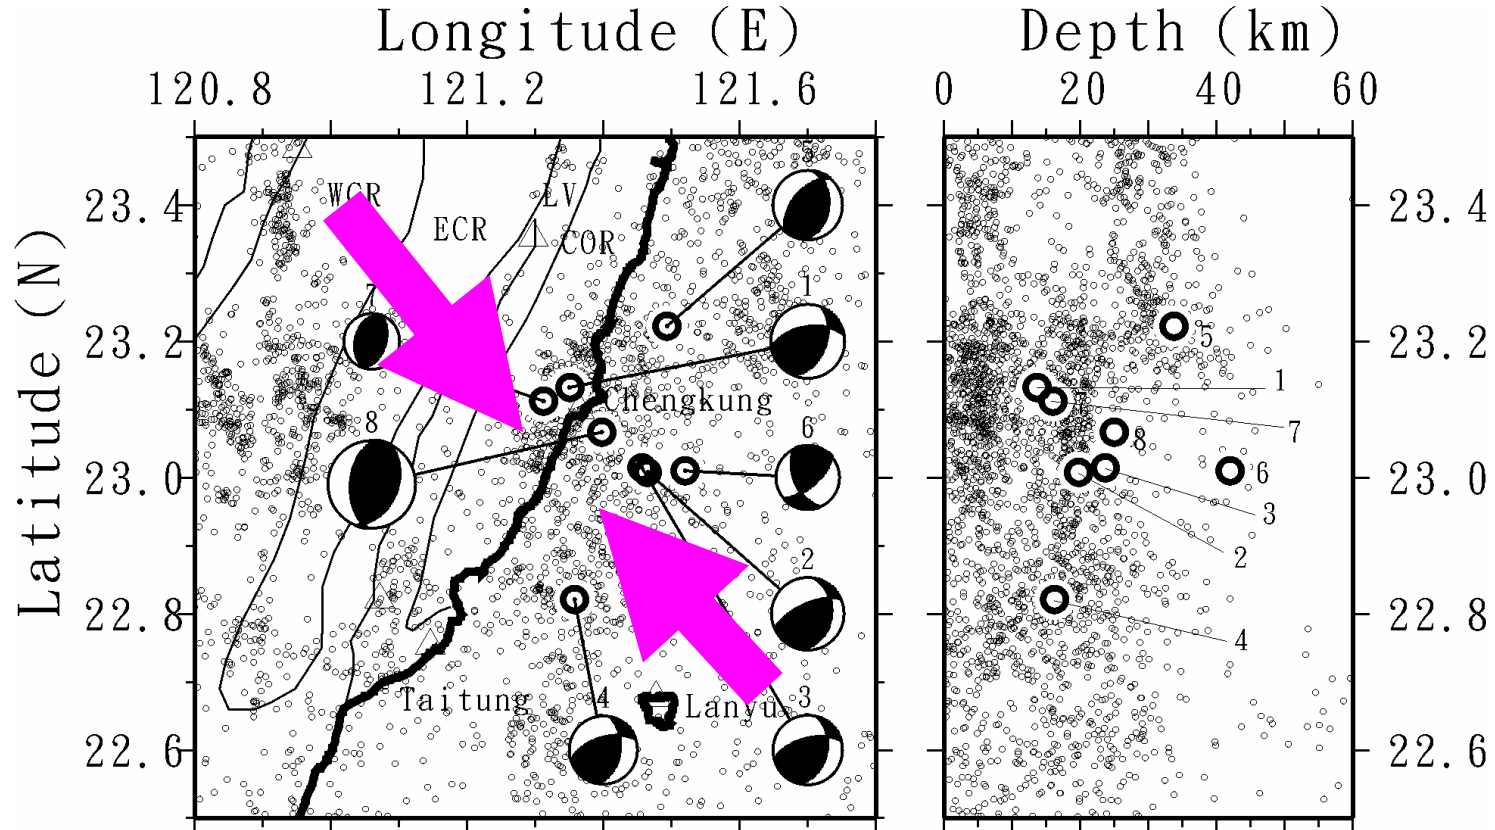 Longitude (E) Depth (km)
120.8 121.2 121.6 0 20 40 60
5
WCR LV
23.4 23.4
ECR COR
7 1
23.2 23.2
5
1
Chengkung
8 6 7
8
23.0 6 23.0
3
2 2
22.8 22.8
4
Taitung 4 Lanyu 3
22.6 22.6
Latitude (N)